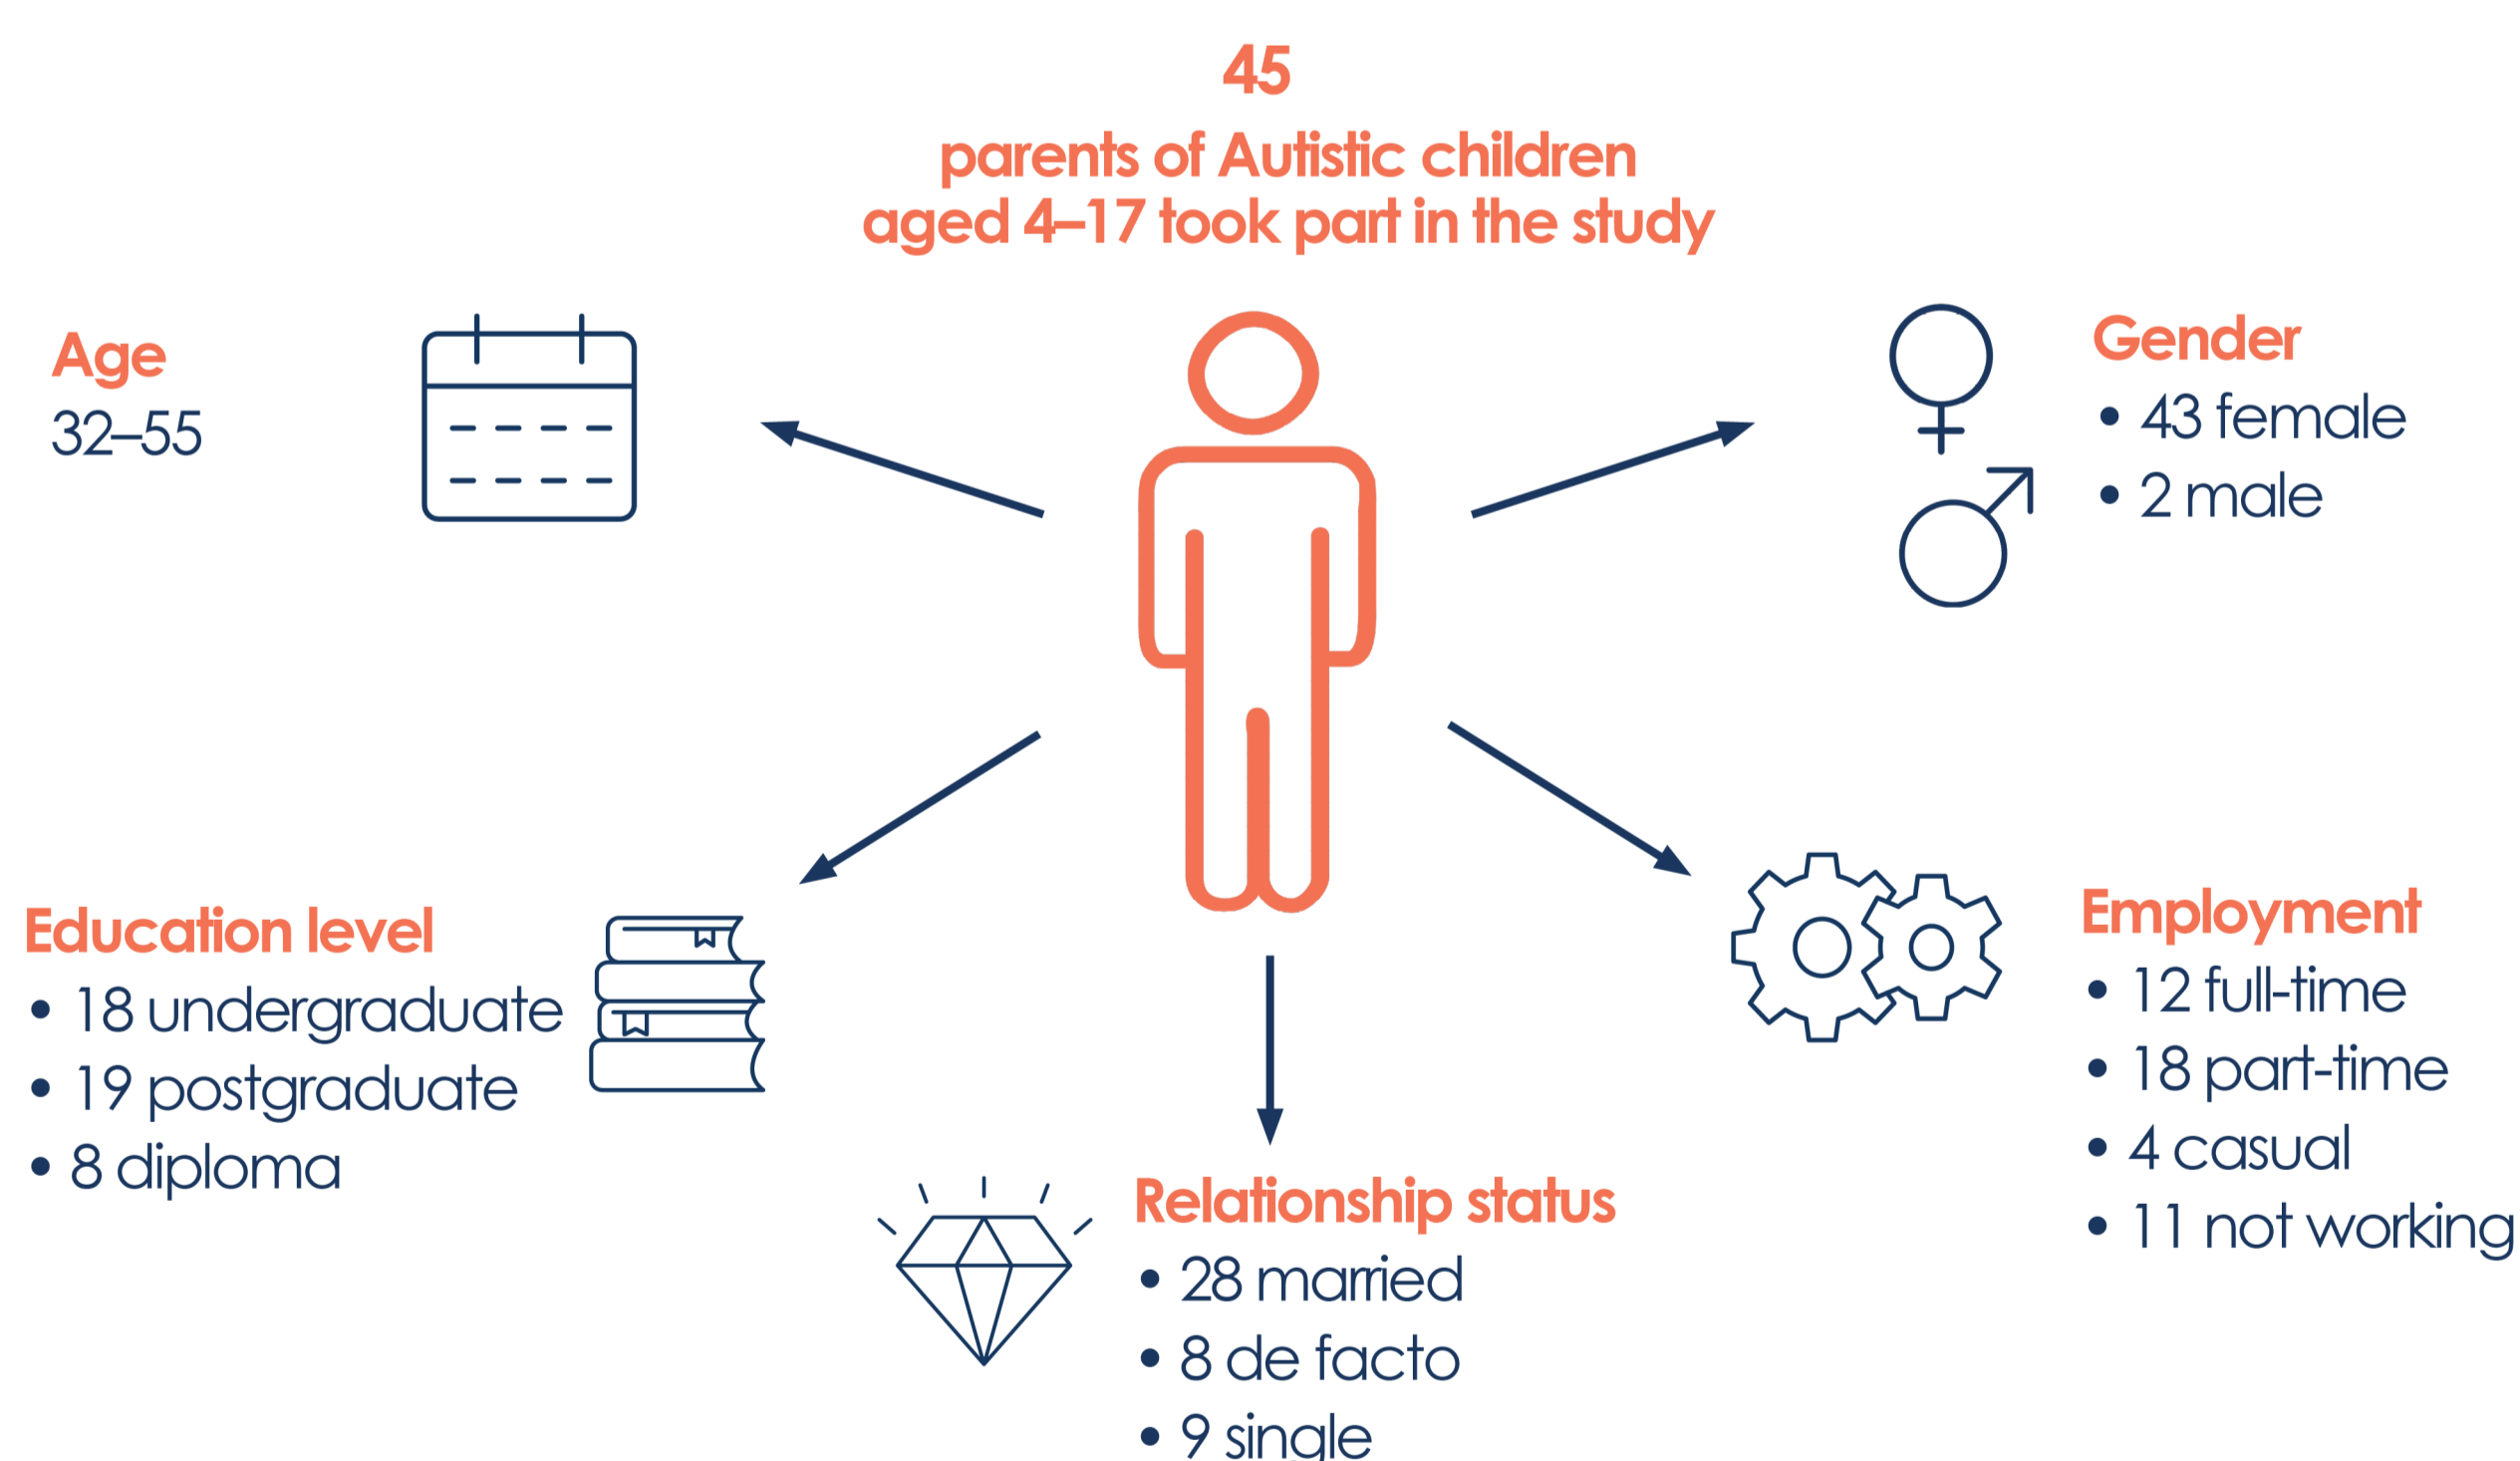 45
parents of Autistic children
aged 4–17 took part in the study
Age
32–55
Gender
• 43 female
• 2 male
Education level
• 18 undergraduate
• 19 postgraduate
• 8 diploma
Employment
• 12 full-time
• 18 part-time
• 4 casual
• 11 not working
Relationship status
• 28 married
• 8 de facto
• 9 single